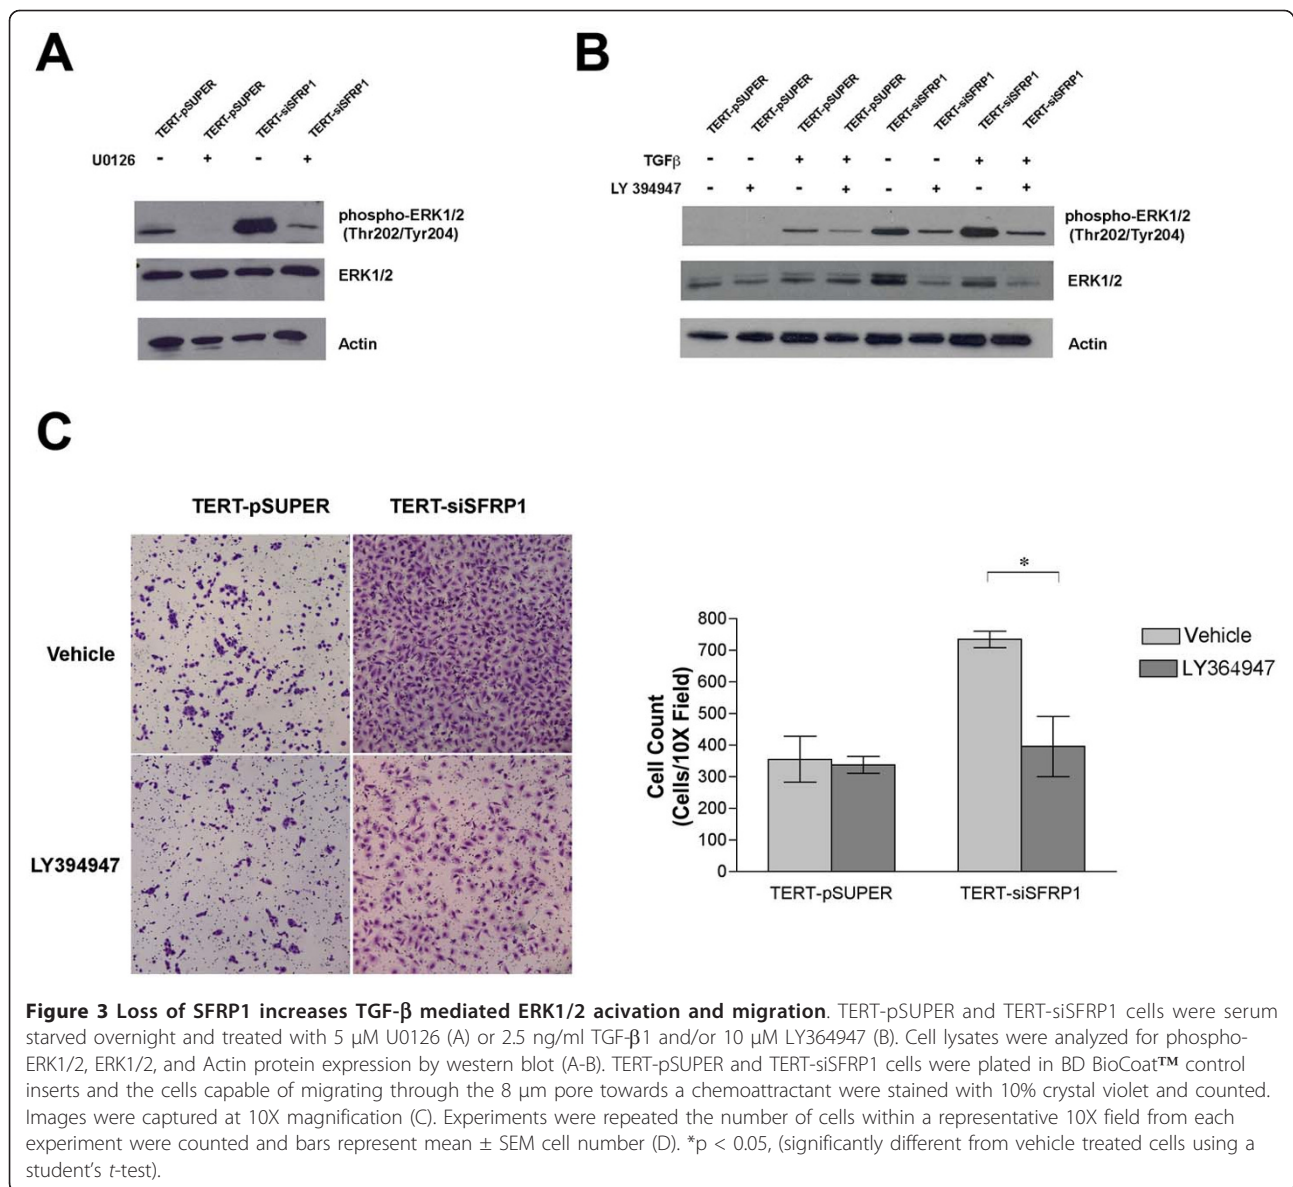 A
TERT-pSUPER
TERT-pSUPER
TERT-siSFRP1
TERT-siSFRP1
U0126 - + - +
phospho-ERK1/2
(Thr202/Tyr204)
ERK1/2
Actin
B
TERT-pSUPER
TERT-pSUPER
TERT-pSUPER
TERT-pSUPER
TERT-siSFRP1
TERT-siSFRP1
TERT-siSFRP1
TERT-siSFRP1
TGFβ - - + + - - + +
LY 394947 - + - + - + - +
phospho-ERK1/2
(Thr202/Tyr204)
ERK1/2
Actin
C
TERT-pSUPER TERT-siSFRP1
Vehicle
LY394947
*
800
700
600
500
400
300
200
100
0
Cell Count
(Cells/10X Field)
TERT-pSUPER TERT-siSFRP1
Vehicle
LY364947
Figure 3 Loss of SFRP1 increases TGF-β mediated ERK1/2 acivation and migration. TERT-pSUPER and TERT-siSFRP1 cells were serum
starved overnight and treated with 5 μM U0126 (A) or 2.5 ng/ml TGF-β1 and/or 10 μM LY364947 (B). Cell lysates were analyzed for phospho-
ERK1/2, ERK1/2, and Actin protein expression by western blot (A-B). TERT-pSUPER and TERT-siSFRP1 cells were plated in BD BioCoat™ control
inserts and the cells capable of migrating through the 8 μm pore towards a chemoattractant were stained with 10% crystal violet and counted.
Images were captured at 10X magnification (C). Experiments were repeated the number of cells within a representative 10X field from each
experiment were counted and bars represent mean ± SEM cell number (D). *p < 0.05, (significantly different from vehicle treated cells using a
student's t-test).